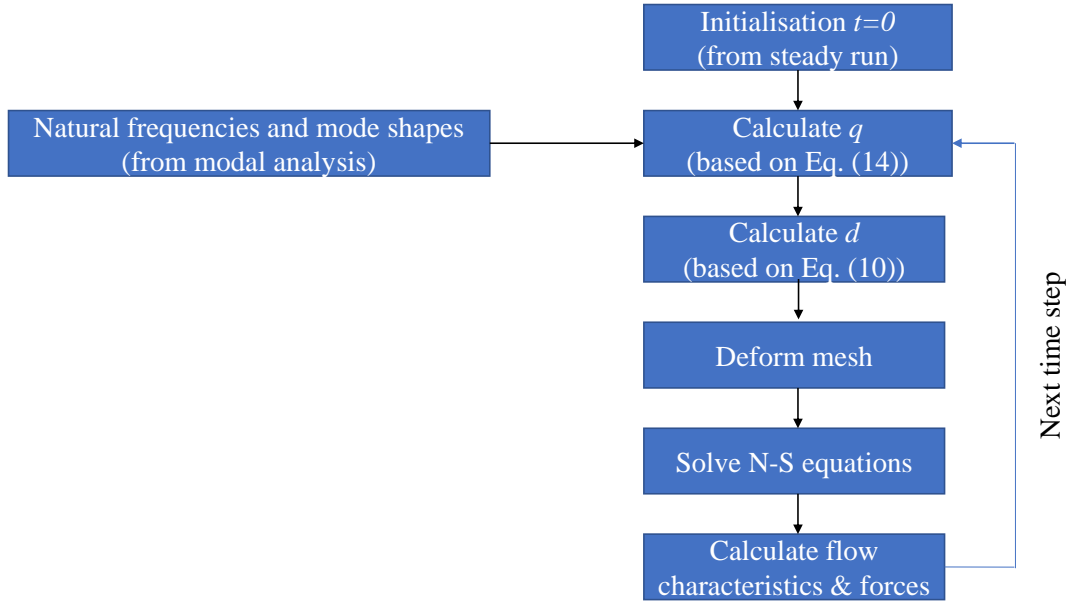 Initialisation t=0
(from steady run)
Natural frequencies and mode shapes
(from modal analysis)
Calculate q
(based on Eq. (14))
Calculate d
(based on Eq. (10))
Deform mesh
Solve N-S equations
Calculate flow
characteristics & forces
Next time step